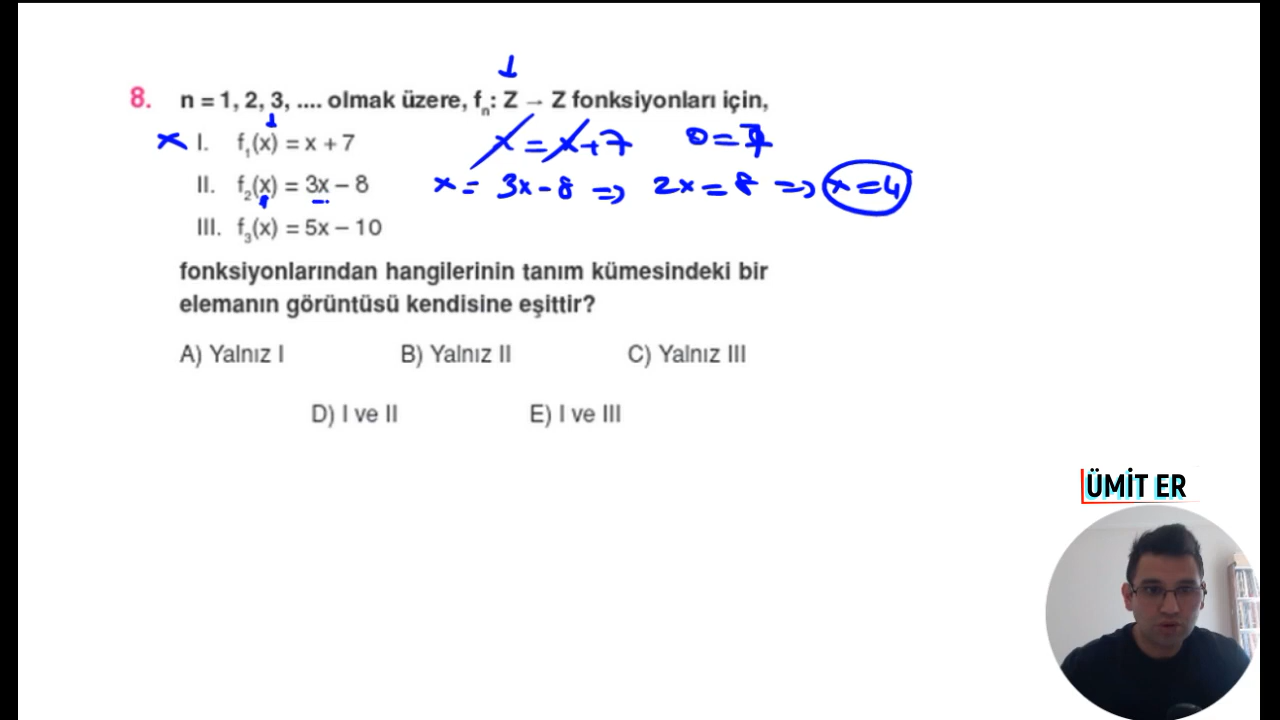 8. n = 1, 2, 3, .... olmak üzere, fₙ: Z → Z fonksiyonları için,
I. f₁(x) = x + 7 x = x + 7 0 = 7
II. f₂(x) = 3x – 8 x = 3x - 8 ⇒ 2x = 8 ⇒ x = 4
III. f₃(x) = 5x – 10
fonksiyonlarından hangilerinin tanım kümesindeki bir
elemanın görüntüsü kendisine eşittir?
A) Yalnız I B) Yalnız II C) Yalnız III
D) I ve II E) I ve III
ÜMİT ER